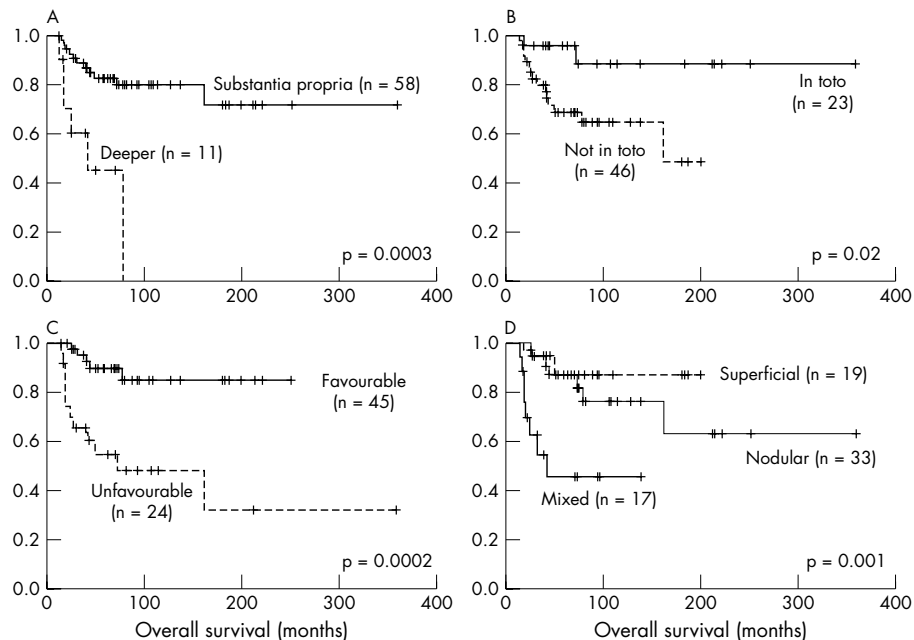 A
1.0
0.8
0.6
0.4
0.2
0.0
Substantia propria (n = 58)
Deeper (n = 11)
p = 0.0003
0 100 200 300 400
B
1.0
0.8
0.6
0.4
0.2
0.0
In toto
(n = 23)
Not in toto
(n = 46)
p = 0.02
0 100 200 300 400
C
1.0
0.8
0.6
0.4
0.2
0.0
Favourable
(n = 45)
Unfavourable
(n = 24)
p = 0.0002
0 100 200 300 400
Overall survival (months)
D
1.0
0.8
0.6
0.4
0.2
0.0
Superficial (n = 19)
Nodular (n = 33)
Mixed (n = 17)
p = 0.001
0 100 200 300 400
Overall survival (months)